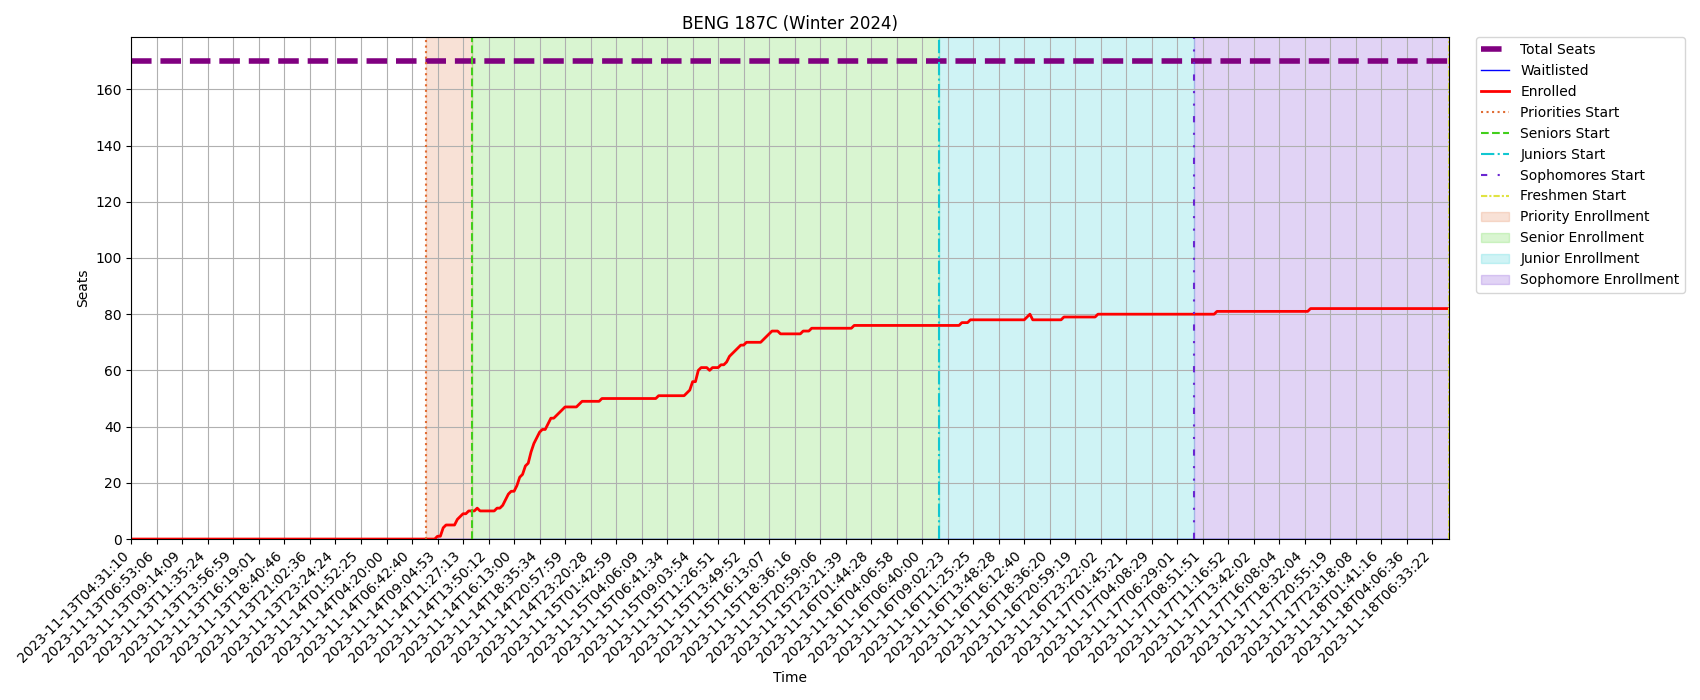 BENG 187C (Winter 2024)
Total Seats
Waitlisted
Enrolled
Priorities Start
Seniors Start
Juniors Start
Sophomores Start
Freshmen Start
Priority Enrollment
Senior Enrollment
Junior Enrollment
Sophomore Enrollment
Seats
160
140
120
100
80
60
40
20
0
2023-11-13T04:31:10
2023-11-13T06:53:06
2023-11-13T09:14:09
2023-11-13T11:35:24
2023-11-13T13:56:59
2023-11-13T16:19:01
2023-11-13T18:40:46
2023-11-13T21:02:36
2023-11-13T23:24:24
2023-11-14T01:52:25
2023-11-14T04:20:00
2023-11-14T06:42:40
2023-11-14T09:04:53
2023-11-14T11:27:13
2023-11-14T13:50:12
2023-11-14T16:13:00
2023-11-14T18:35:34
2023-11-14T20:57:59
2023-11-14T23:20:28
2023-11-15T01:42:59
2023-11-15T04:06:09
2023-11-15T06:41:34
2023-11-15T09:03:54
2023-11-15T11:26:51
2023-11-15T13:49:52
2023-11-15T16:13:07
2023-11-15T18:36:16
2023-11-15T20:59:06
2023-11-15T23:21:39
2023-11-16T01:44:28
2023-11-16T04:06:58
2023-11-16T06:40:00
2023-11-16T09:02:23
2023-11-16T11:25:25
2023-11-16T13:48:28
2023-11-16T16:12:40
2023-11-16T18:36:20
2023-11-16T20:59:19
2023-11-16T23:22:02
2023-11-17T01:45:21
2023-11-17T04:08:29
2023-11-17T06:29:01
2023-11-17T08:51:51
2023-11-17T11:16:52
2023-11-17T13:42:02
2023-11-17T16:08:04
2023-11-17T18:32:04
2023-11-17T20:55:19
2023-11-17T23:18:08
2023-11-18T01:41:16
2023-11-18T04:06:36
2023-11-18T06:33:22
Time